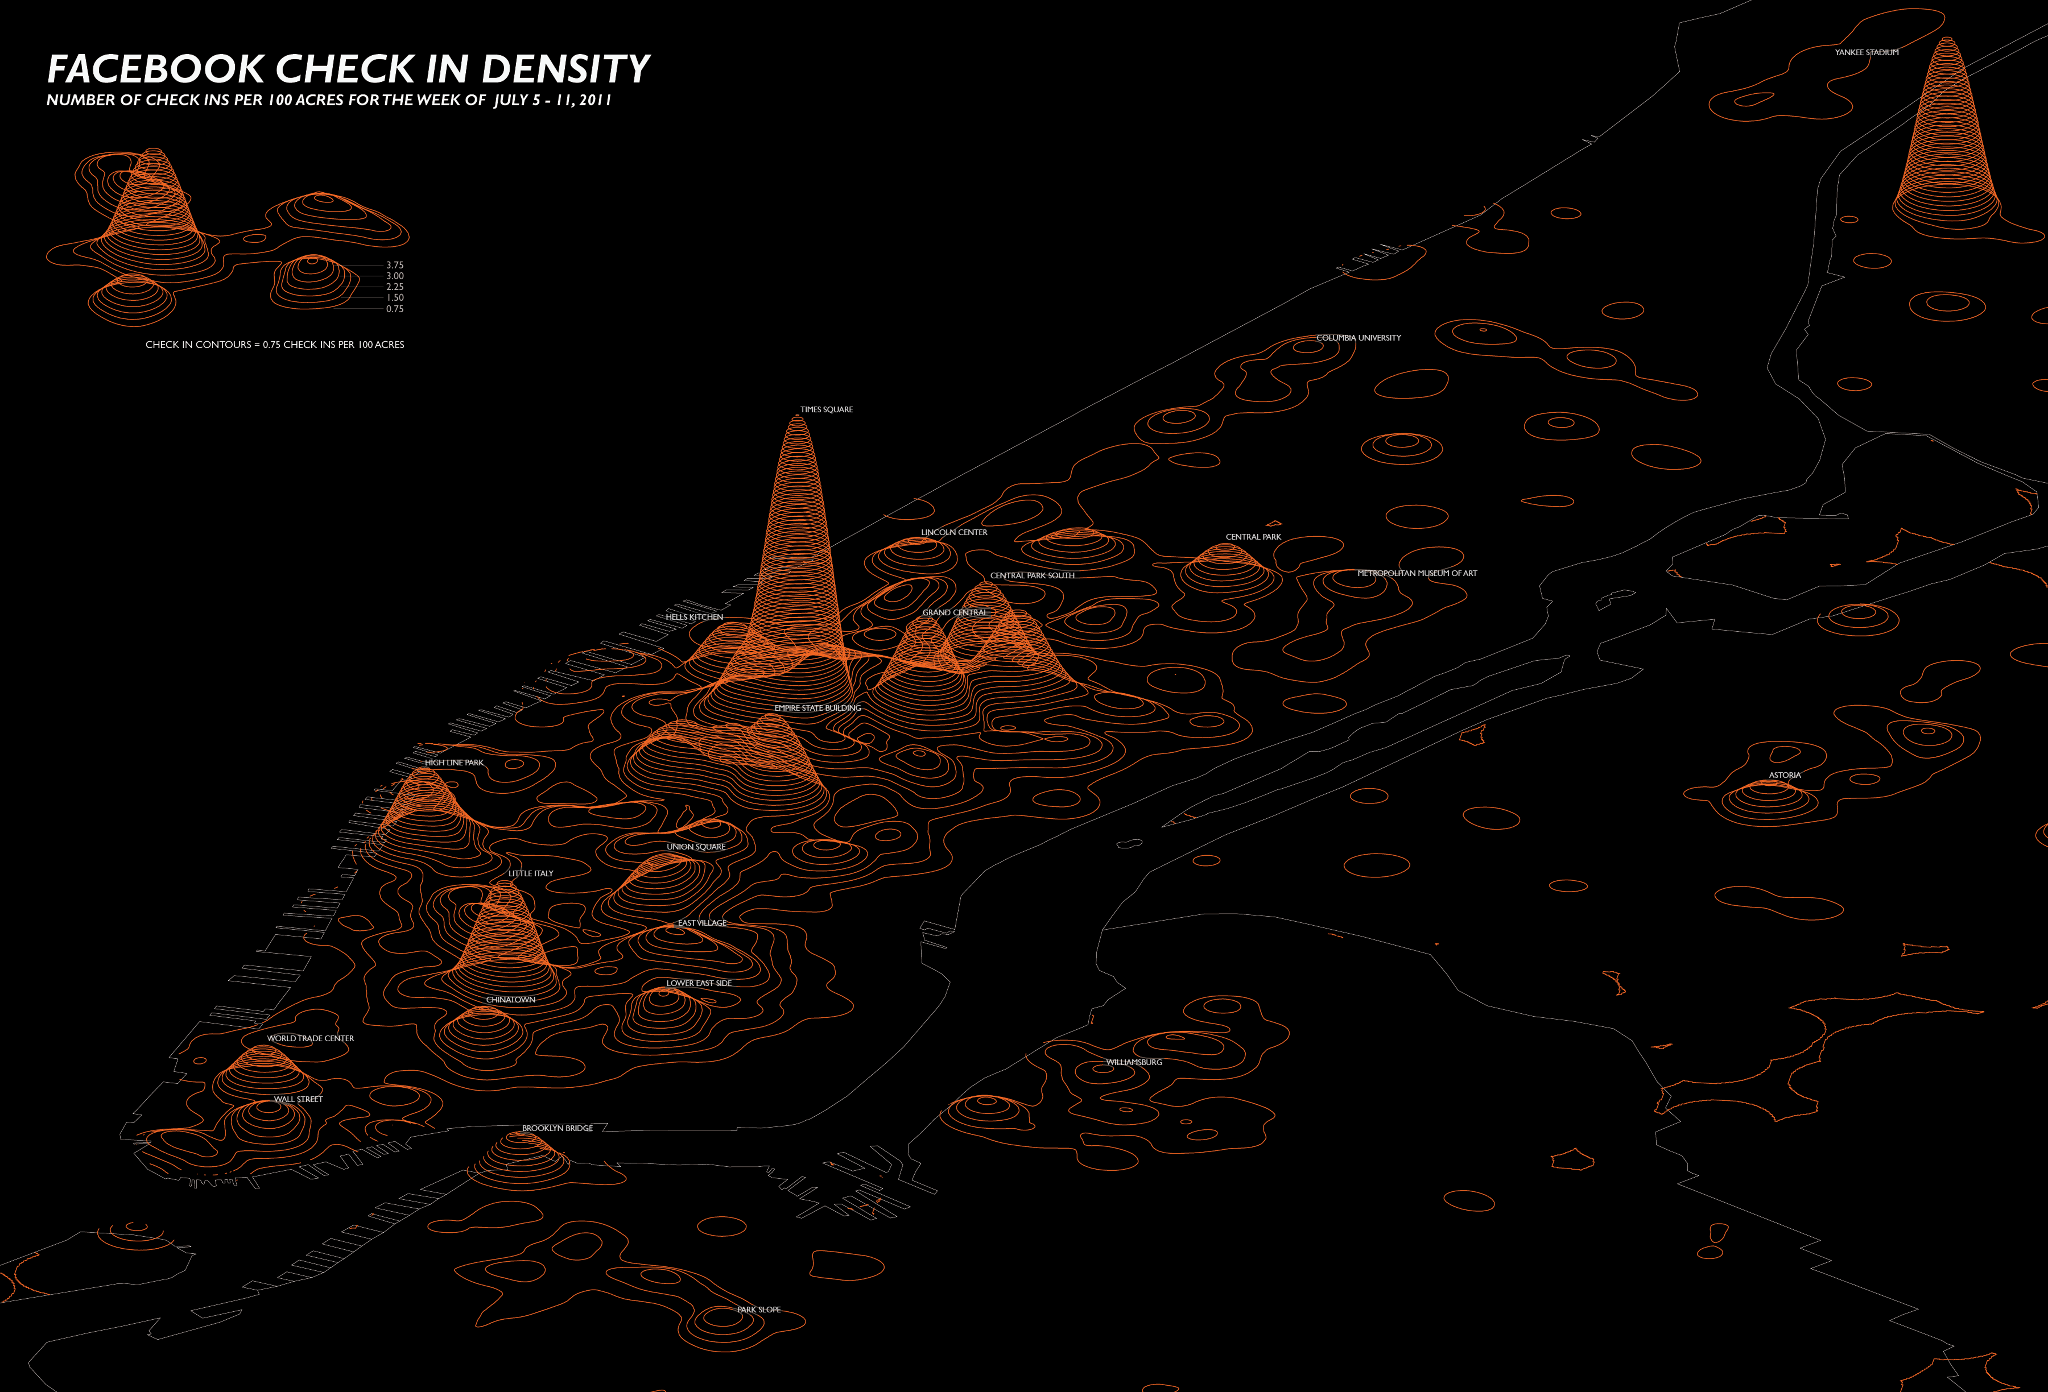 FACEBOOK CHECK IN DENSITY
NUMBER OF CHECK INS PER 100 ACRES FOR THE WEEK OF JULY 5 - 11, 2011
3.75
3.00
2.25
1.50
0.75
CHECK IN CONTOURS = 0.75 CHECK INS PER 100 ACRES
YANKEE STADIUM
COLUMBIA UNIVERSITY
TIMES SQUARE
LINCOLN CENTER
CENTRAL PARK
CENTRAL PARK SOUTH
METROPOLITAN MUSEUM OF ART
GRAND CENTRAL
HELLS KITCHEN
EMPIRE STATE BUILDING
HIGH LINE PARK
ASTORIA
UNION SQUARE
LITTLE ITALY
EAST VILLAGE
LOWER EAST SIDE
CHINATOWN
WORLD TRADE CENTER
WILLIAMSBURG
WALL STREET
BROOKLYN BRIDGE
PARK SLOPE